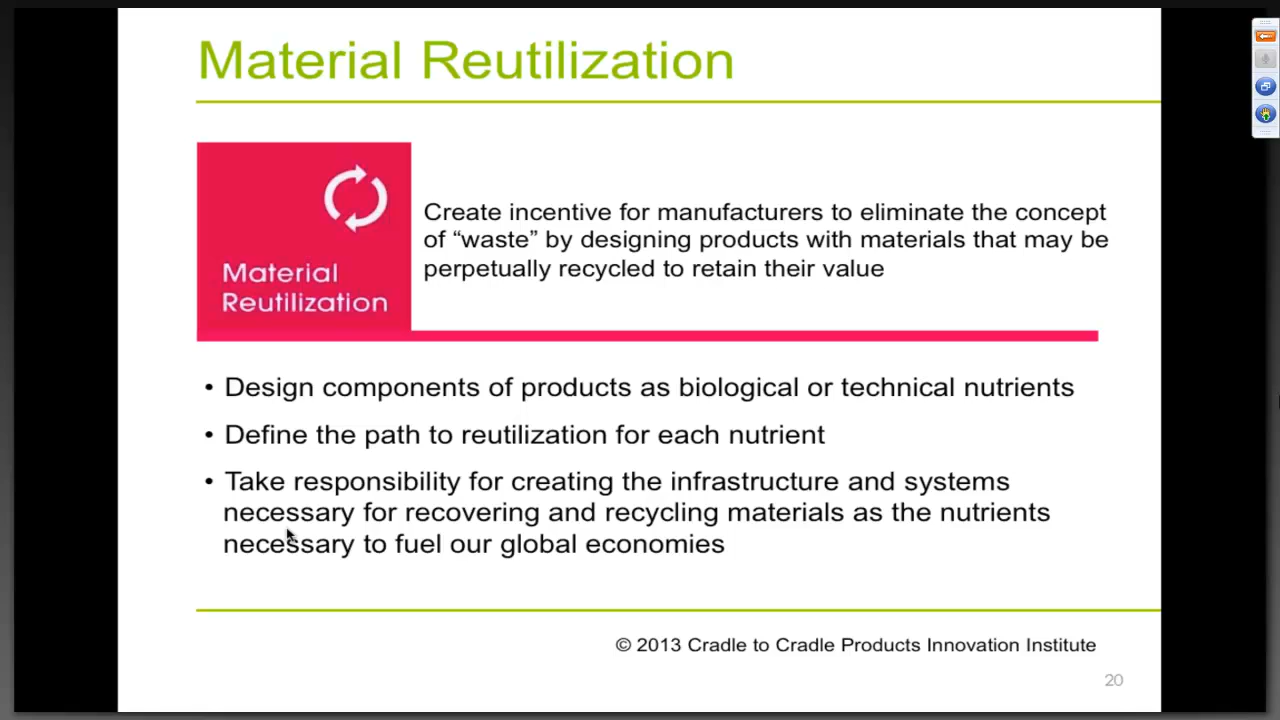 Material Reutilization
Material
Reutilization
Create incentive for manufacturers to eliminate the concept
of “waste” by designing products with materials that may be
perpetually recycled to retain their value
• Design components of products as biological or technical nutrients
• Define the path to reutilization for each nutrient
• Take responsibility for creating the infrastructure and systems
necessary for recovering and recycling materials as the nutrients
necessary to fuel our global economies
© 2013 Cradle to Cradle Products Innovation Institute
20